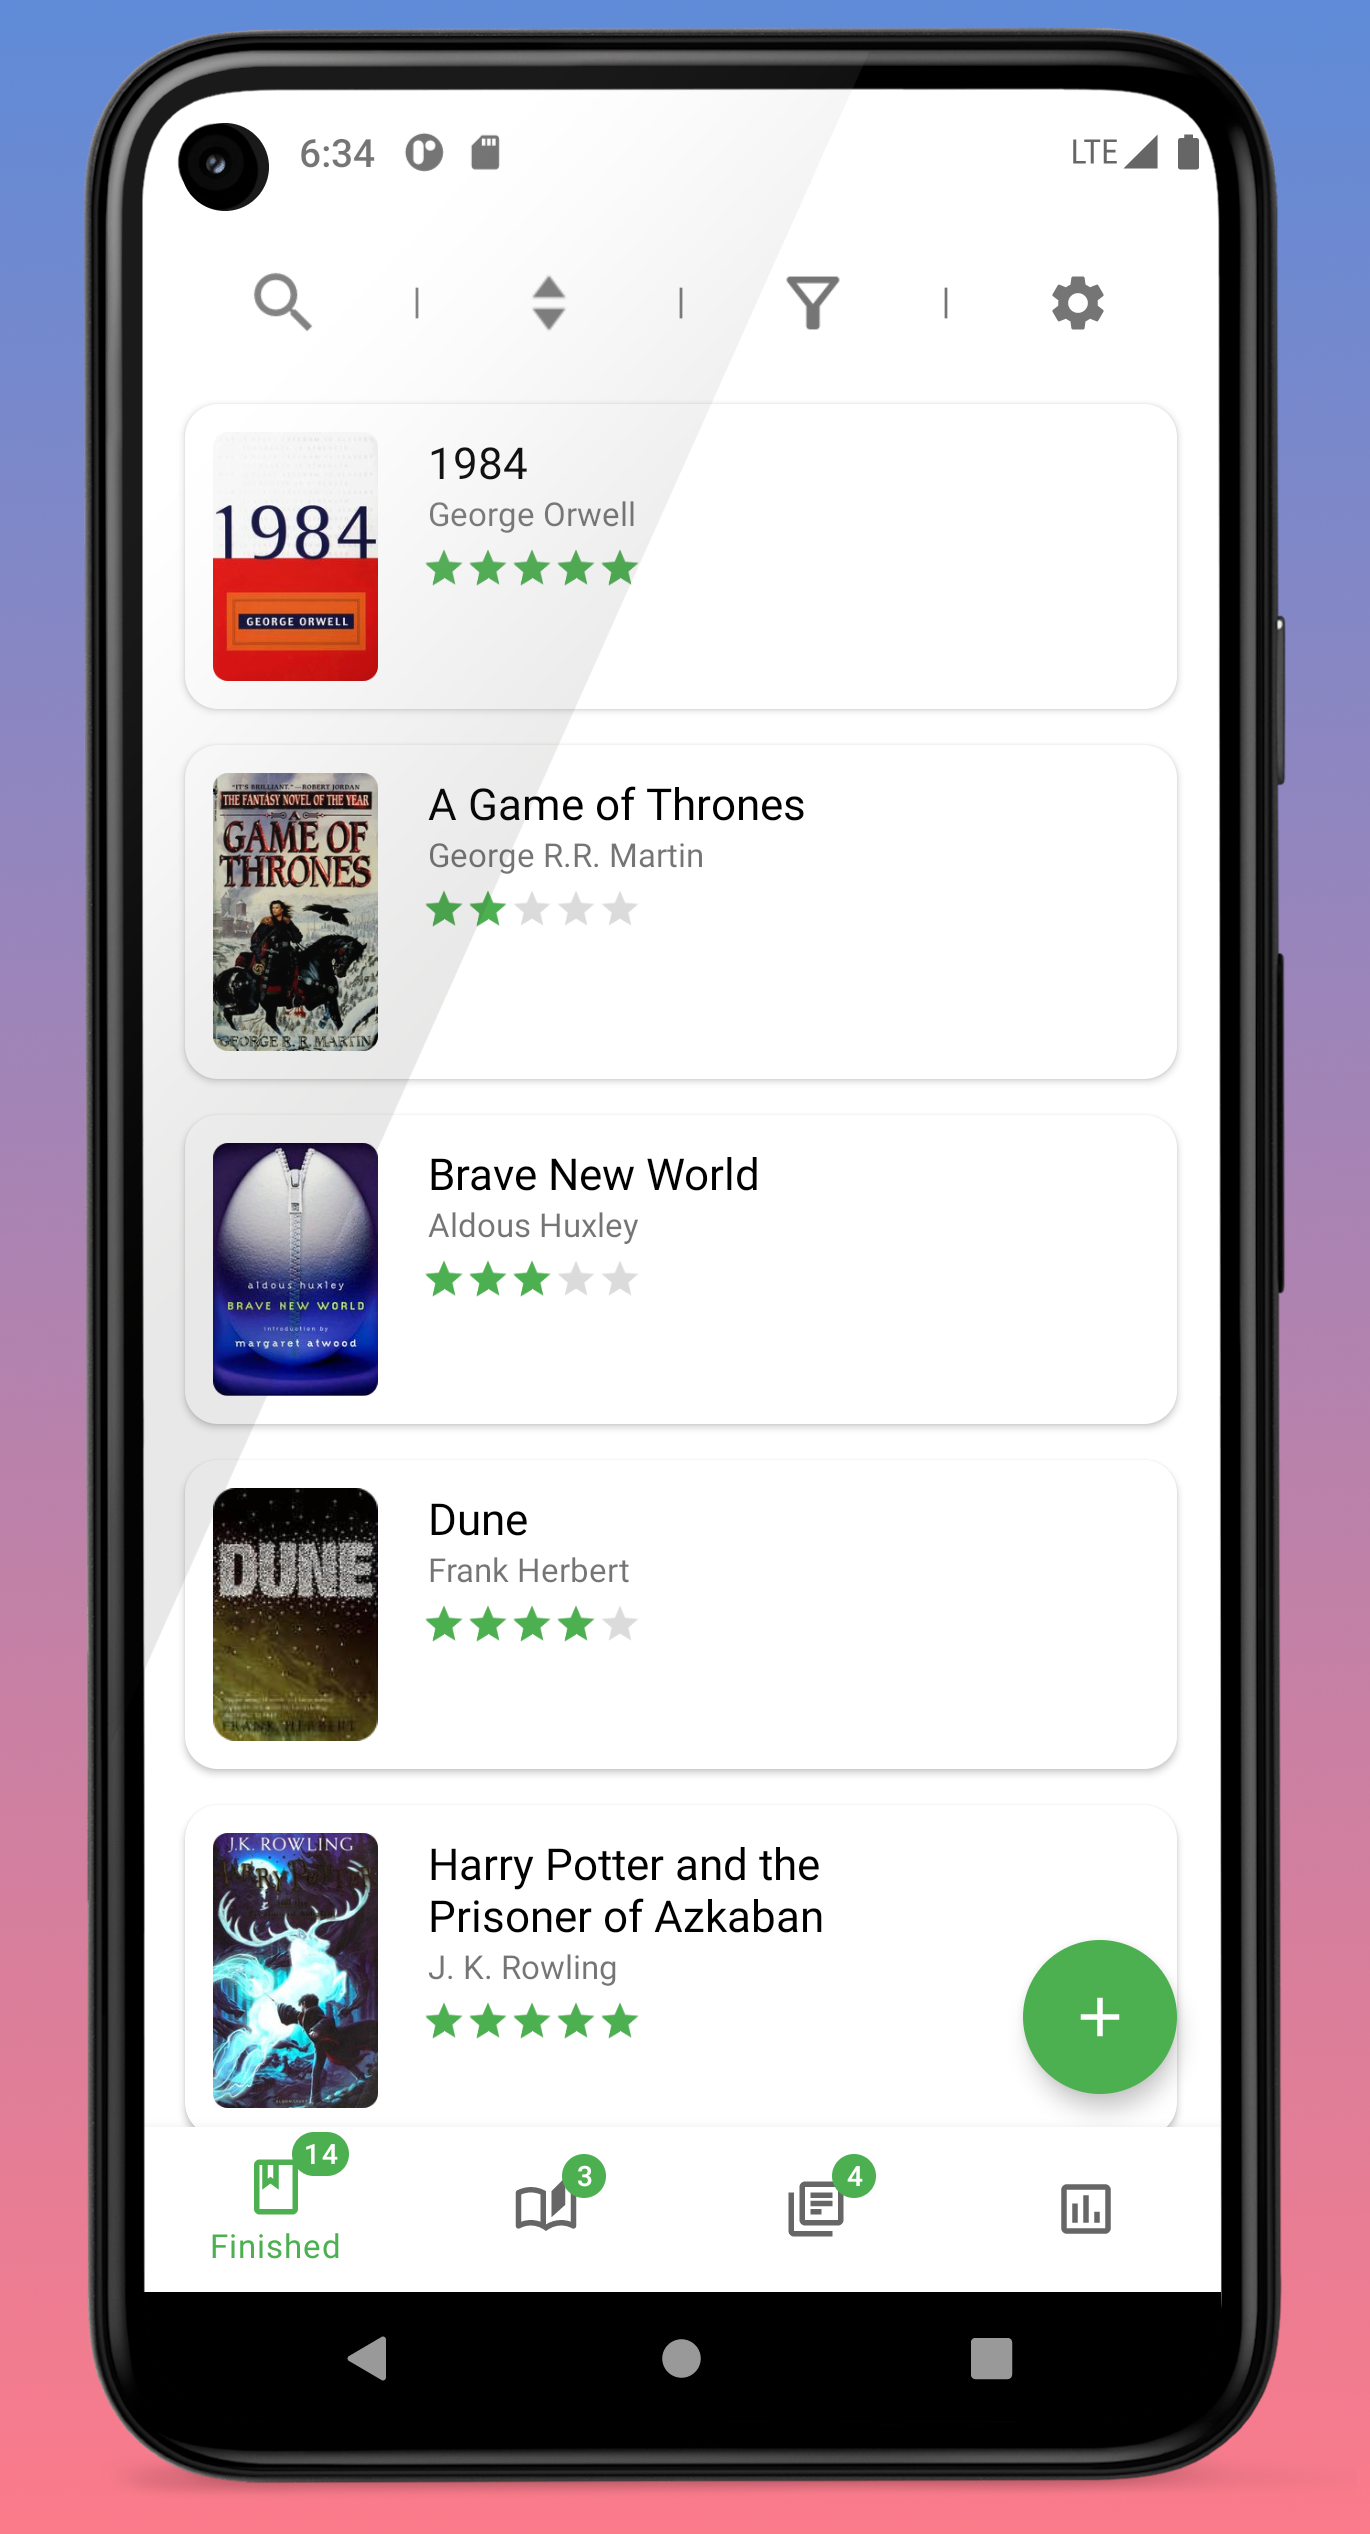 6:34
LTE
1984
George Orwell
1984
GEORGE ORWELL
A Game of Thrones
George R.R. Martin
"IT'S BRILLIANT." —ROBERT JORDAN
THE FANTASY NOVEL OF THE YEAR
A
GAME OF
THRONES
GEORGE R. R. MARTIN
Brave New World
Aldous Huxley
aldous huxley
BRAVE NEW WORLD
introduction by
margaret atwood
Dune
Frank Herbert
DUNE
FRANK HERBERT
Harry Potter and the
Prisoner of Azkaban
J. K. Rowling
J.K. ROWLING
HARRY POTTER
14
3
4
Finished